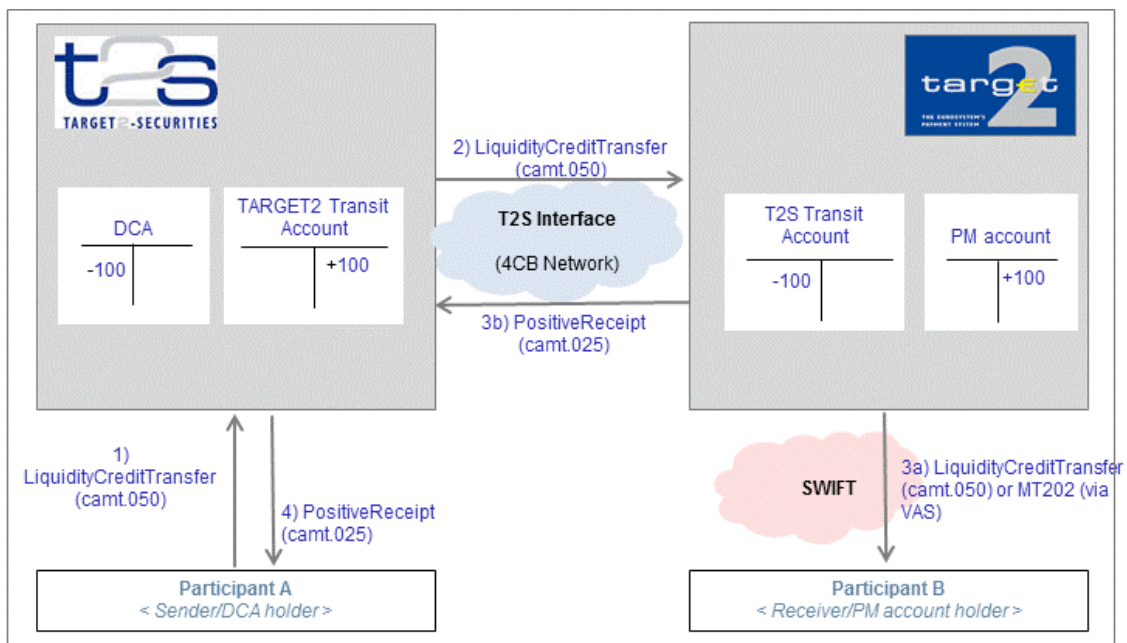 t2s
TARGET2-SECURITIES
target
2
THE EUROSYSTEM'S
PAYMENT SYSTEM
2) LiquidityCreditTransfer
(camt.050)
DCA
-100
TARGET2 Transit
Account
+100
T2S Interface
(4CB Network)
T2S Transit
Account
-100
PM account
+100
3b) PositiveReceipt
(camt.025)
1)
LiquidityCreditTransfer
(camt.050)
4) PositiveReceipt
(camt.025)
SWIFT
3a) LiquidityCreditTransfer
(camt.050) or MT202 (via
VAS)
Participant A
< Sender/DCA holder >
Participant B
< Receiver/PM account holder >